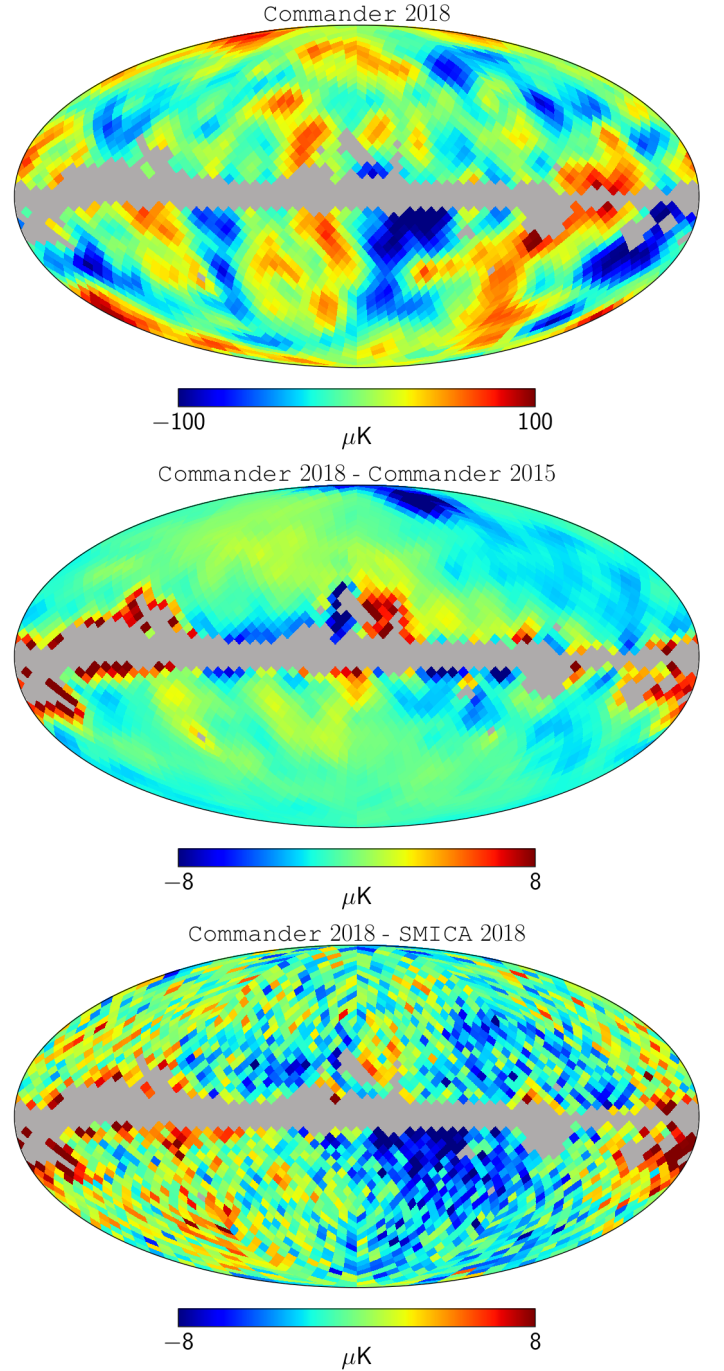 Commander 2018
−100 100
μK
Commander 2018 - Commander 2015
−8 8
μK
Commander 2018 - SMICA 2018
−8 8
μK